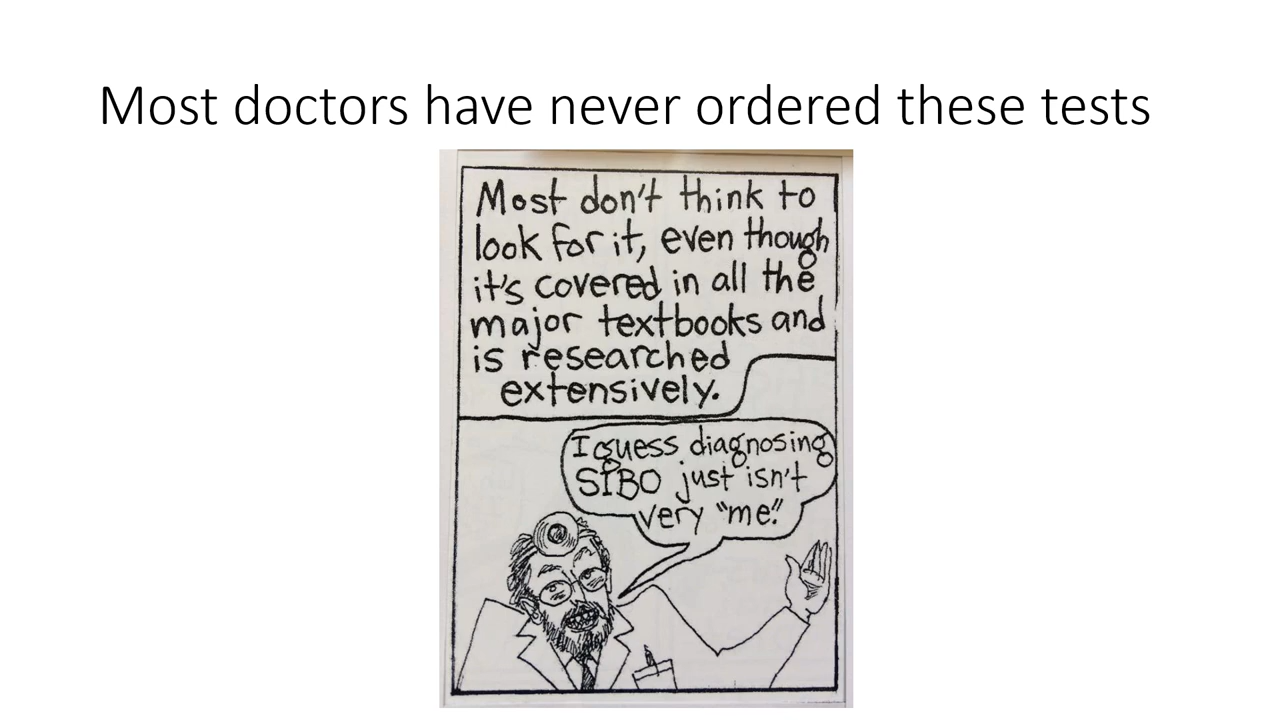 Most doctors have never ordered these tests
Most don't think to
look for it, even though
it's covered in all the
major textbooks and
is researched
extensively.
I guess diagnosing
SIBO just isn't
very "me."